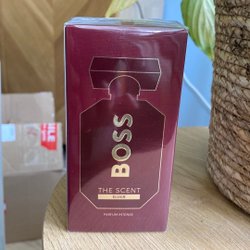 BOSS
THE SCENT
ELIXIR
PARFUM INTENSE